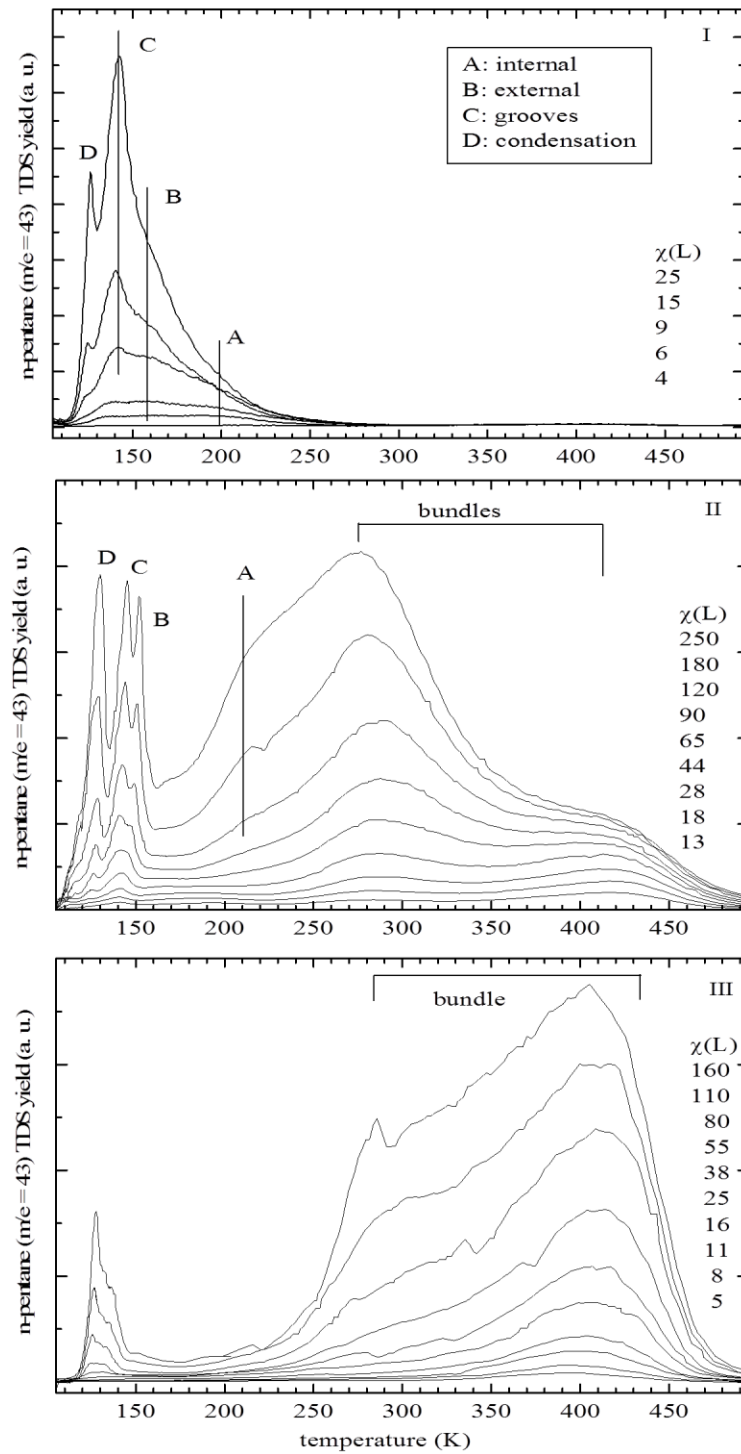 I
C
A: internal
B: external
C: grooves
D: condensation
D
B
χ(L)
25
15
9
6
4
A
n-pentane (m/e = 43) TDS yield (a. u.)
150 200 250 300 350 400 450
II
bundles
D
C
A
B
χ(L)
250
180
120
90
65
44
28
18
13
n-pentane (m/e = 43) TDS yield (a. u.)
150 200 250 300 350 400 450
III
bundle
χ(L)
160
110
80
55
38
25
16
11
8
5
n-pentane (m/e = 43) TDS yield (a. u.)
150 200 250 300 350 400 450
temperature (K)